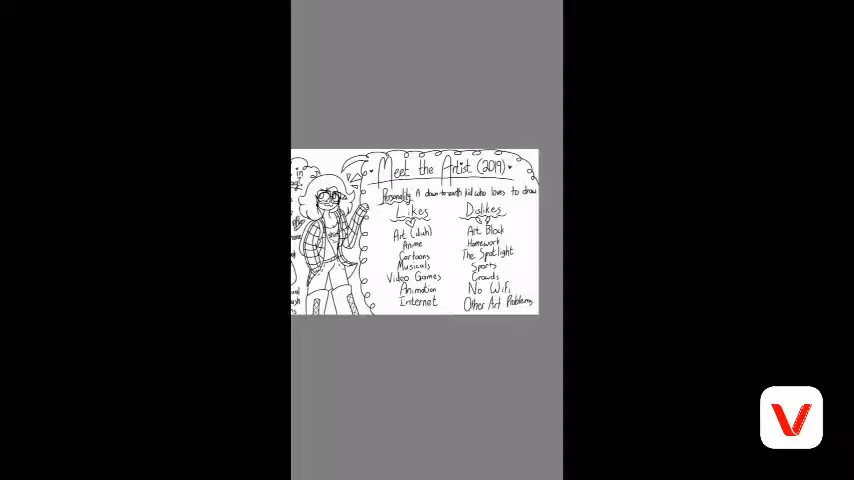 in
Meet the Artist (2019)
Personality A down-to-earth kid who loves to draw
Likes
Art (duh)
Anime
Cartoons
Musicals
Video Games
Animation
Internet
Dislikes
Art Block
Homework
The Spotlight
Sports
Crowds
No Wifi
Other Art Problems
V